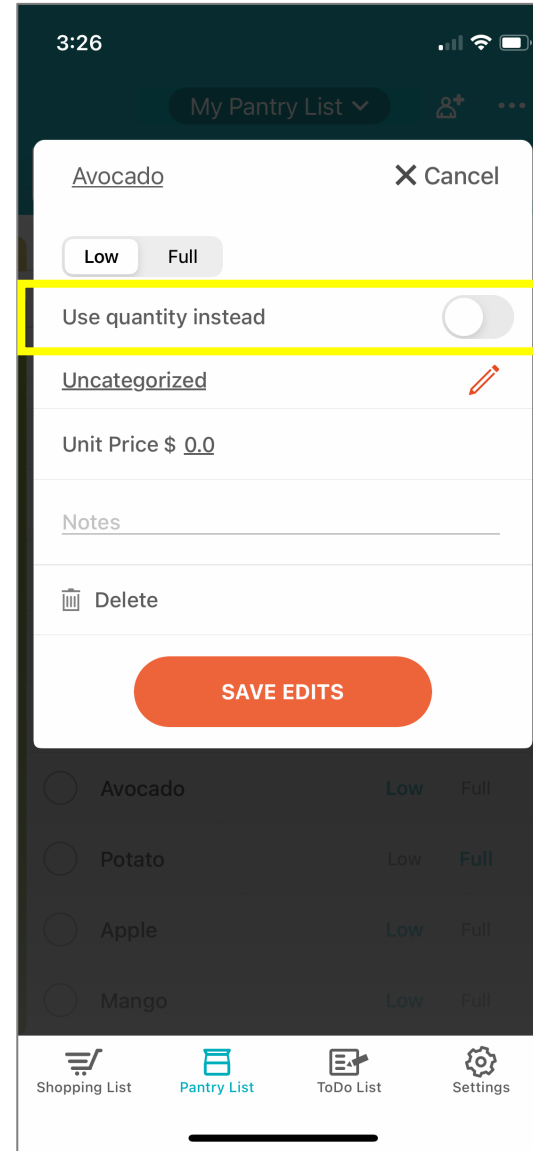 3:26
My Pantry List
Avocado
Cancel
Low Full
Use quantity instead
Uncategorized
Unit Price $ 0.0
Notes
Delete
SAVE EDITS
Avocado Low Full
Potato Low Full
Apple Low Full
Mango Low Full
Shopping List Pantry List ToDo List Settings